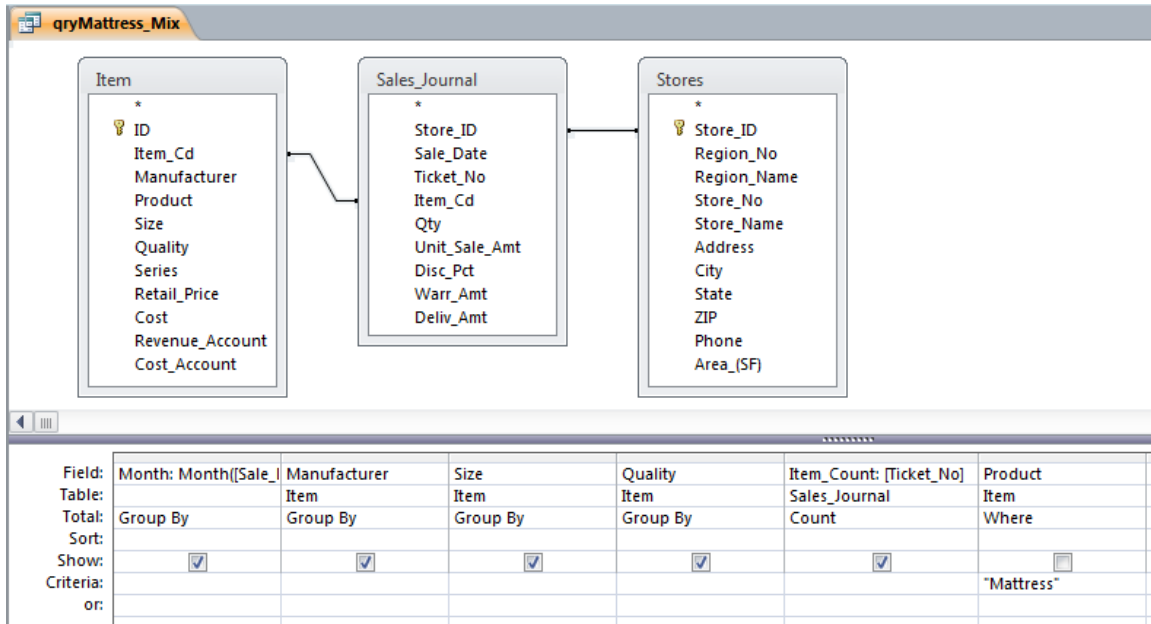 qryMattress_Mix
Item
*
ID
Item_Cd
Manufacturer
Product
Size
Quality
Series
Retail_Price
Cost
Revenue_Account
Cost_Account
Sales_Journal
*
Store_ID
Sale_Date
Ticket_No
Item_Cd
Qty
Unit_Sale_Amt
Disc_Pct
Warr_Amt
Deliv_Amt
Stores
*
Store_ID
Region_No
Region_Name
Store_No
Store_Name
Address
City
State
ZIP
Phone
Area_(SF)
Field: Month: Month([Sale_ Manufacturer Size Quality Item_Count: [Ticket_No] Product
Table: Item Item Item Sales_Journal Item
Total: Group By Group By Group By Group By Count Where
Sort:
Show:
Criteria: "Mattress"
or: